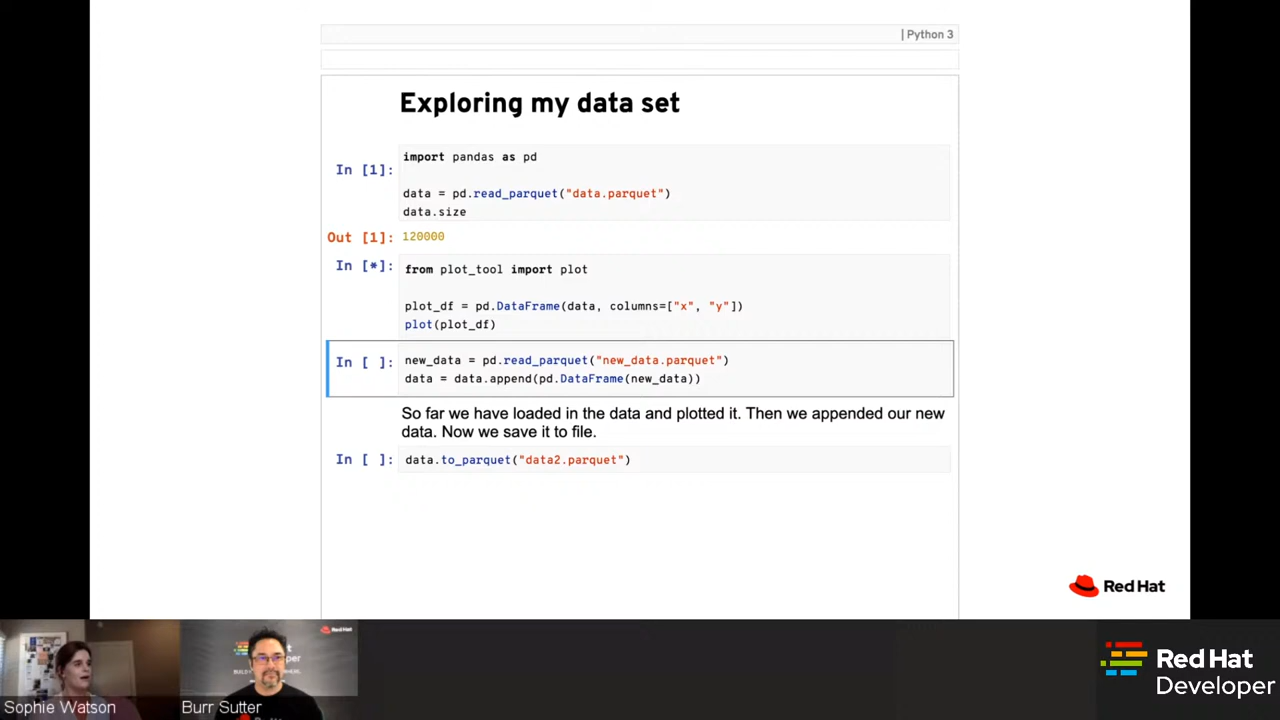 | Python 3
Exploring my data set
In [1]:
import pandas as pd
data = pd.read_parquet("data.parquet")
data.size
Out [1]: 120000
In [*]:
from plot_tool import plot
plot_df = pd.DataFrame(data, columns=["x", "y"])
plot(plot_df)
In [ ]:
new_data = pd.read_parquet("new_data.parquet")
data = data.append(pd.DataFrame(new_data))
So far we have loaded in the data and plotted it. Then we appended our new
data. Now we save it to file.
In [ ]: data.to_parquet("data2.parquet")
Red Hat
Red Hat
Sophie Watson
Burr Sutter
Red Hat
Developer